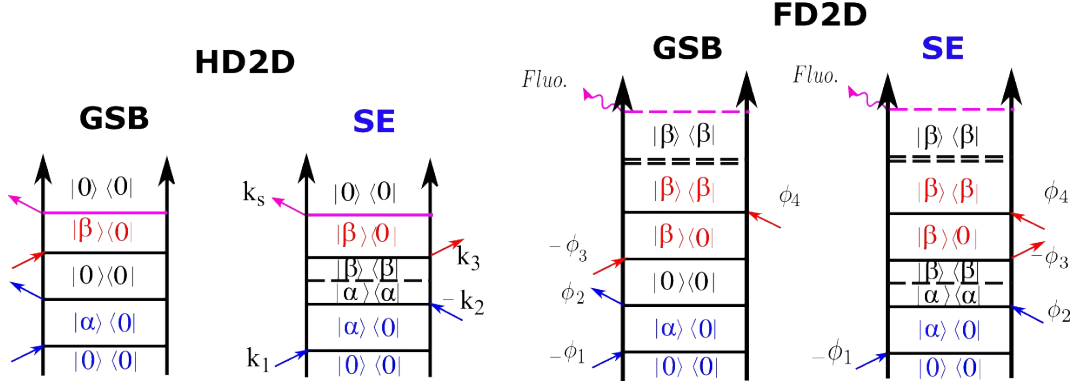 HD2D
GSB
SE
|0⟩ ⟨0|
|β⟩⟨0|
|0⟩ ⟨0|
|α⟩ ⟨0|
|0⟩ ⟨0|
k_s
|0⟩ ⟨0|
|β⟩⟨0|
k_3
|β⟩ ⟨β|
|α⟩ ⟨α|
-k_2
|α⟩ ⟨0|
k_1
|0⟩ ⟨0|
FD2D
GSB
SE
Fluo.
|β⟩ ⟨β|
|β⟩ ⟨β|
ϕ_4
|β⟩ ⟨0|
-ϕ_3
|0⟩ ⟨0|
ϕ_2
|α⟩ ⟨0|
-ϕ_1
|0⟩ ⟨0|
Fluo.
|β⟩ ⟨β|
|β⟩ ⟨β|
ϕ_4
|β⟩ ⟨0|
-ϕ_3
|β⟩ ⟨β|
|α⟩ ⟨α|
ϕ_2
|α⟩ ⟨0|
-ϕ_1
|0⟩ ⟨0|